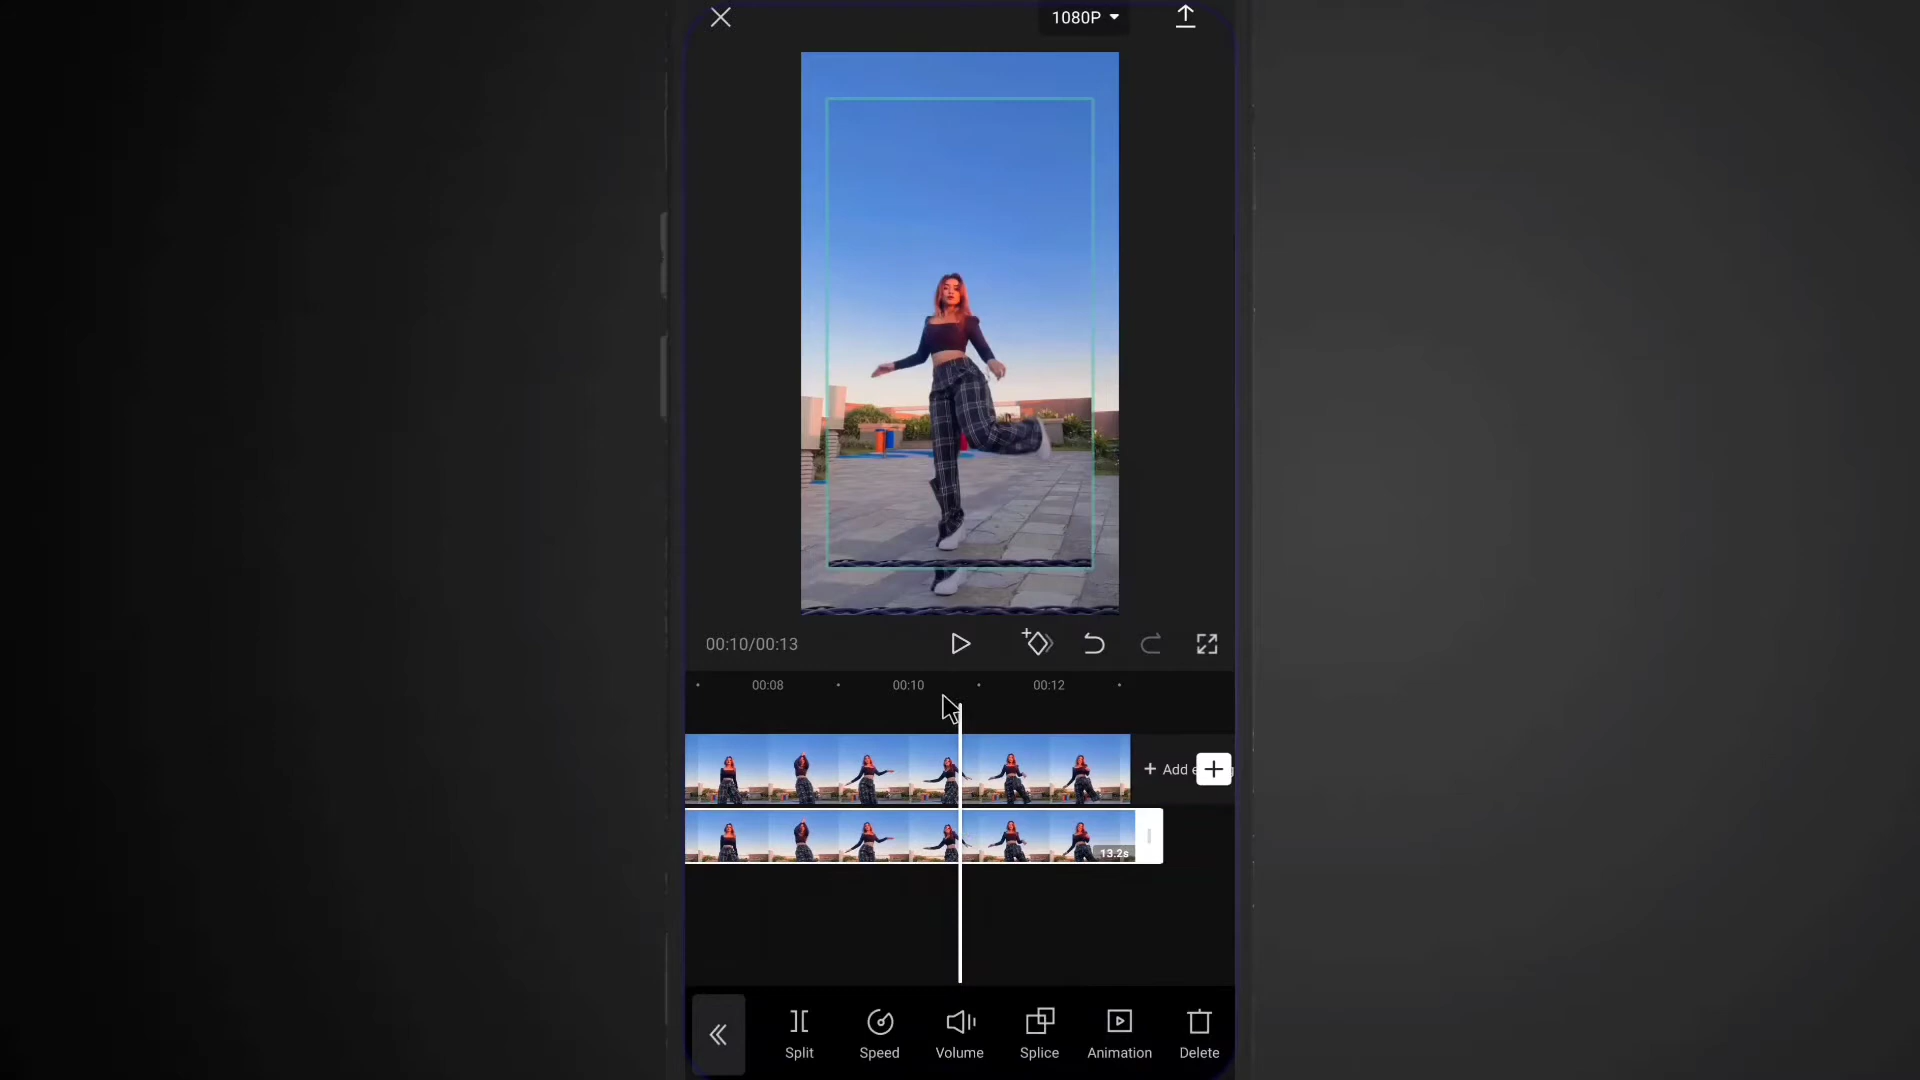 1080P
00:10/00:13
00:08 00:10 00:12
+ Add e
13.2s
Split Speed Volume Splice Animation Delete